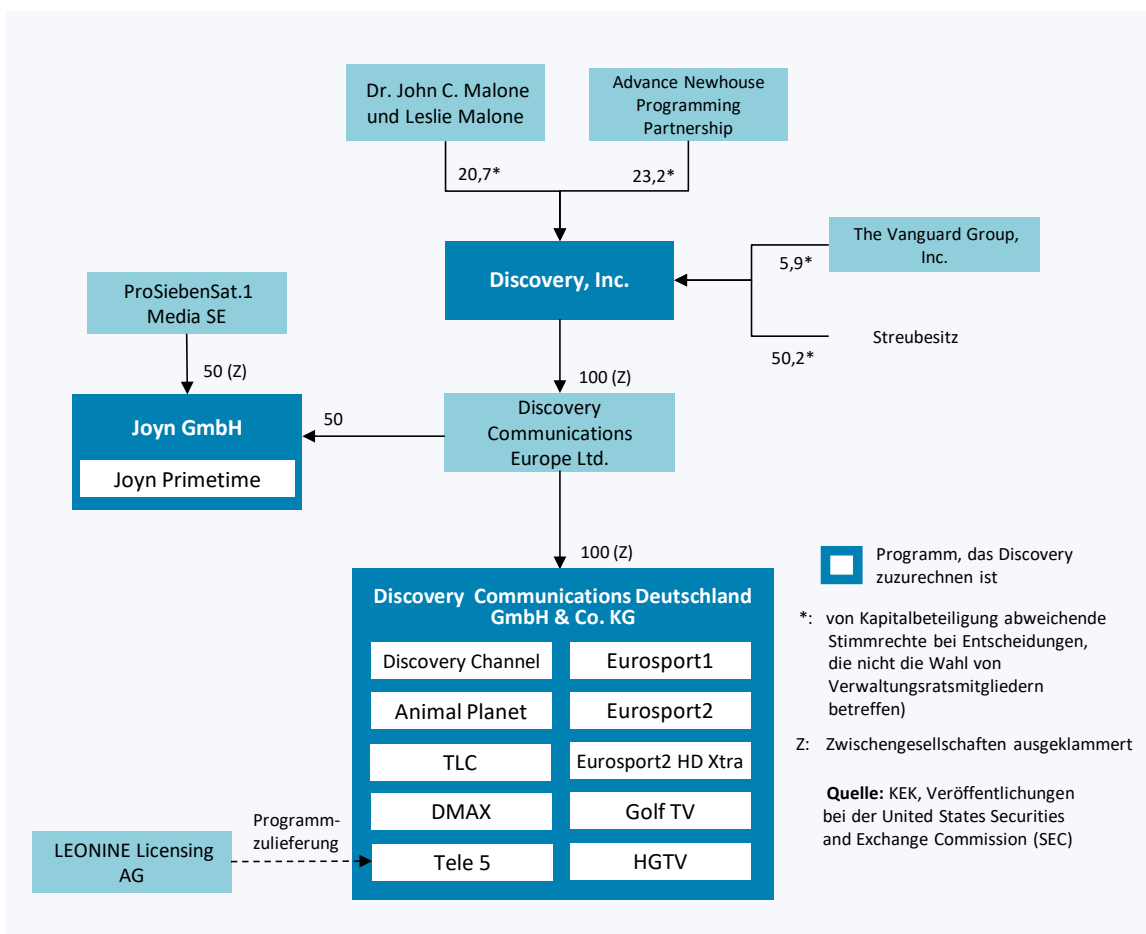 Dr. John C. Malone
und Leslie Malone
Advance Newhouse
Programming
Partnership
20,7*
23,2*
Discovery, Inc.
The Vanguard Group,
Inc.
5,9*
Streubesitz
50,2*
ProSiebenSat.1
Media SE
50 (Z)
100 (Z)
Joyn GmbH
Joyn Primetime
50
Discovery
Communications
Europe Ltd.
100 (Z)
Discovery Communications Deutschland
GmbH & Co. KG
Discovery Channel
Eurosport1
Animal Planet
Eurosport2
TLC
Eurosport2 HD Xtra
DMAX
Golf TV
Tele 5
HGTV
Programm-
zulieferung
LEONINE Licensing
AG
Programm, das Discovery
zuzurechnen ist
*: von Kapitalbeteiligung abweichende
Stimmrechte bei Entscheidungen,
die nicht die Wahl von
Verwaltungsratsmitgliedern
betreffen)
Z: Zwischengesellschaften ausgeklammert
Quelle: KEK, Veröffentlichungen
bei der United States Securities
and Exchange Commission (SEC)